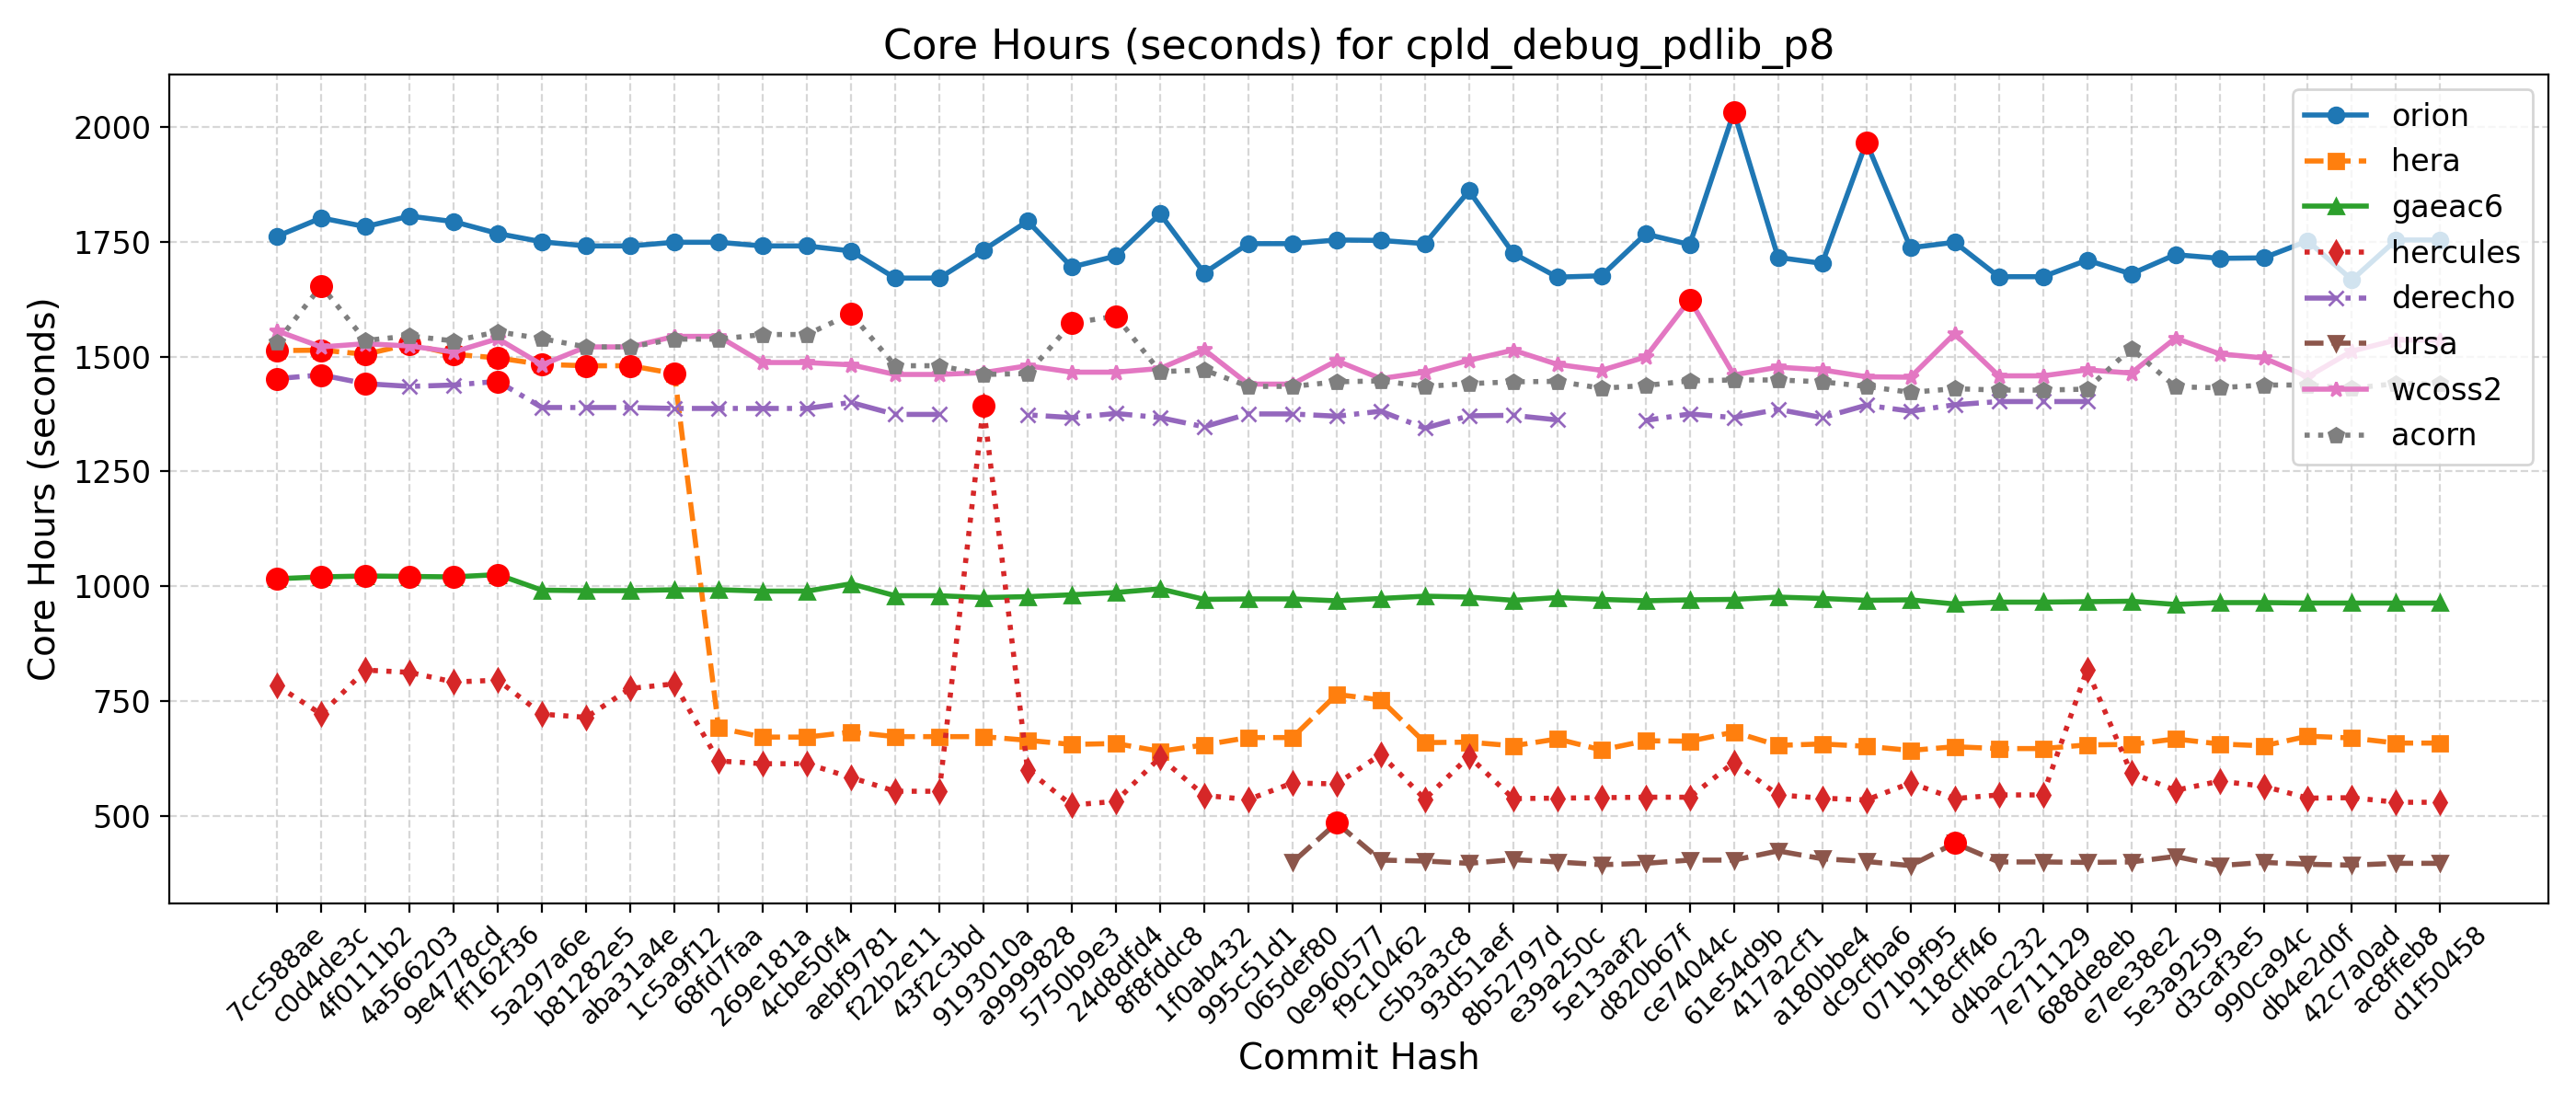 Core Hours (seconds) for cpld_debug_pdlib_p8
Core Hours (seconds)
2000
1750
1500
1250
1000
750
500
orion
hera
gaeac6
hercules
derecho
ursa
wcoss2
acorn
7cc588ae
c0d4de3c
4f0111b2
4a566203
9e4778cd
ff162f36
5a297a6e
b81282e5
aba31a4e
1c5a9f12
68fd7faa
269e181a
4cbe50f4
aebf9781
f22b2e11
43f2c3bd
9193010a
a9999828
5750b9e3
24d8dfd4
8f8fddc8
1f0ab432
995c51d1
065def80
0e960577
f9c10462
c5b3a3c8
93d51aef
8b52797d
e39a250c
5e13aaf2
d820b67f
ce74044c
61e54d9b
417a2cf1
a180bbe4
dc9cfba6
071b9f95
118cff46
d4bac232
7e711129
688de8eb
e7ee38e2
5e3a9259
d3caf3e5
990ca94c
db4e2d0f
42c7a0ad
ac8ffeb8
d1f50458
Commit Hash